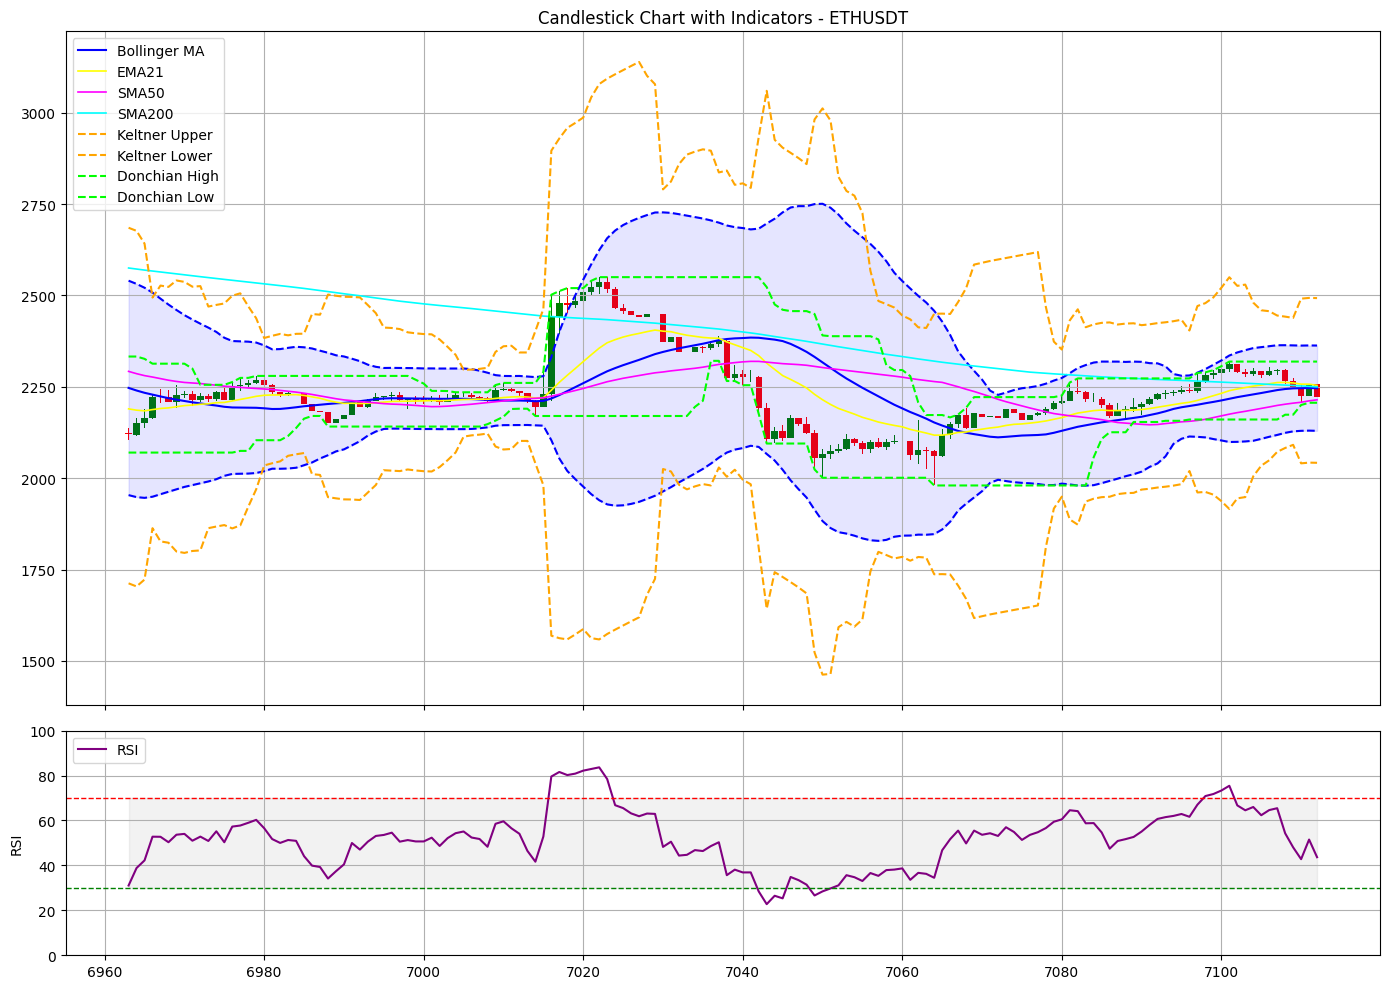 Candlestick Chart with Indicators - ETHUSDT
Bollinger MA
EMA21
SMA50
SMA200
Keltner Upper
Keltner Lower
Donchian High
Donchian Low
3000
2750
2500
2250
2000
1750
1500
RSI
100
80
60
40
20
0
RSI
6960 6980 7000 7020 7040 7060 7080 7100